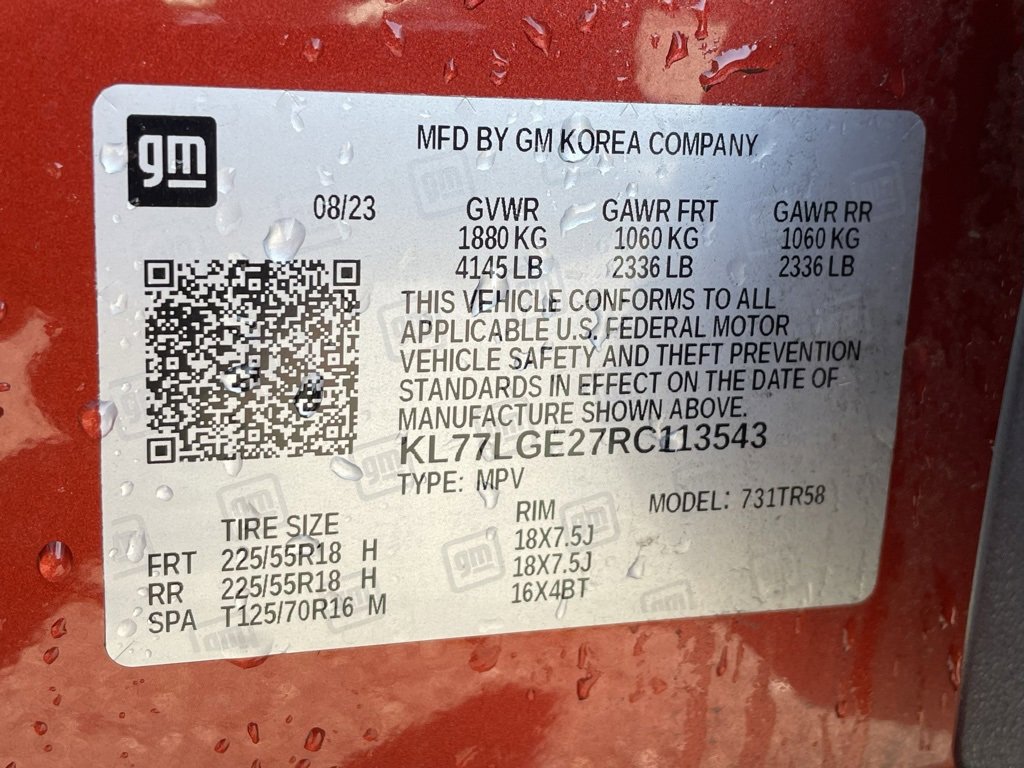 gm
MFD BY GM KOREA COMPANY
08/23
GVWR GAWR FRT GAWR RR
1880 KG 1060 KG 1060 KG
4145 LB 2336 LB 2336 LB
THIS VEHICLE CONFORMS TO ALL
APPLICABLE U.S. FEDERAL MOTOR
VEHICLE SAFETY AND THEFT PREVENTION
STANDARDS IN EFFECT ON THE DATE OF
MANUFACTURE SHOWN ABOVE.
KL77LGE27RC113543
TYPE: MPV
MODEL: 731TR58
TIRE SIZE RIM
FRT 225/55R18 H 18X7.5J
RR 225/55R18 H 18X7.5J
SPA T125/70R16 M 16X4BT